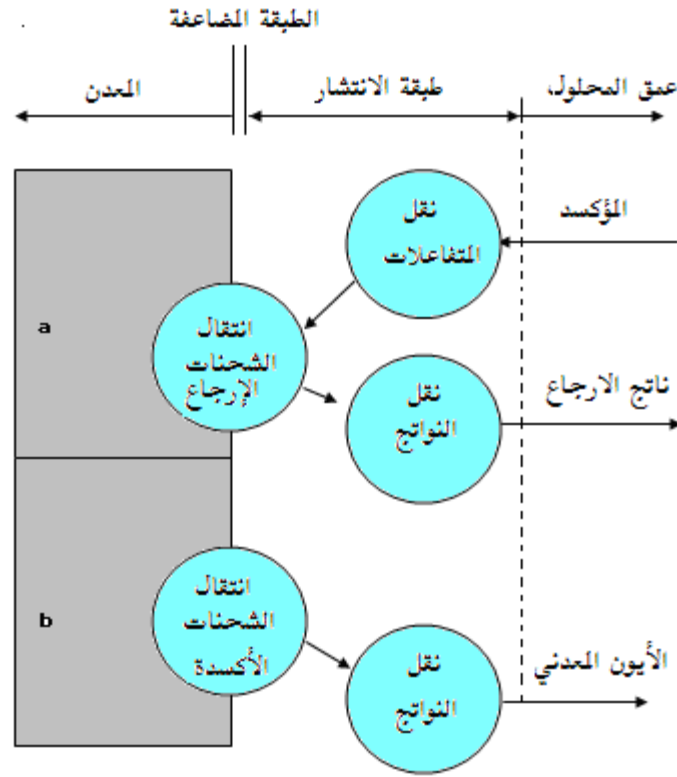 الطبقة المضاعفة
المعدن
طبقة الانتشار
عمق المحلول
نقل
المتفاعلات
المؤكسد
a
انتقال
الشحنات
الإرجاع
نقل
النواتج
ناتج الارجاع
b
انتقال
الشحنات
الأكسدة
نقل
النواتج
الأيون المعدني